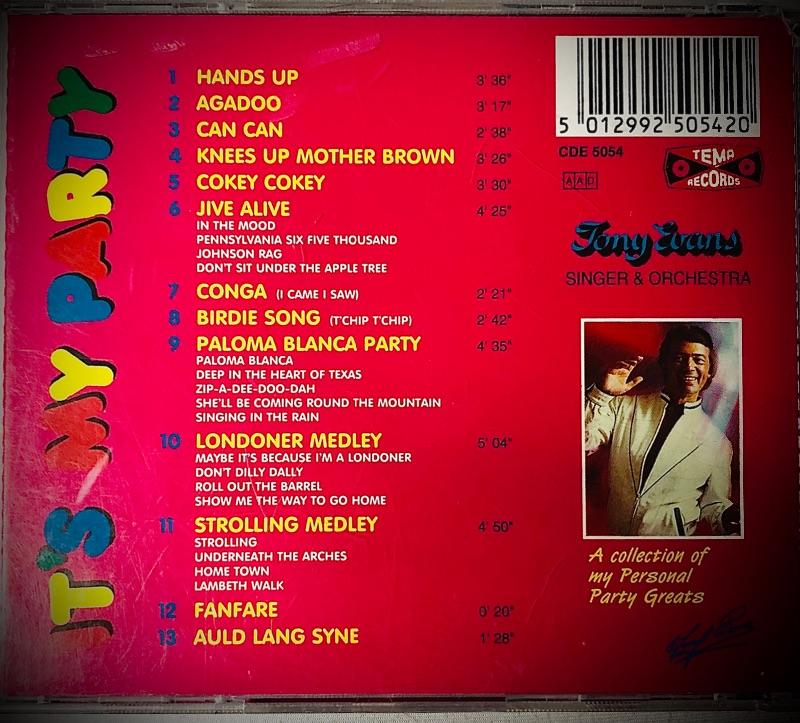 IT'S MY PARTY
1 HANDS UP 3' 36"
2 AGADOO 3' 17"
3 CAN CAN 2' 38"
4 KNEES UP MOTHER BROWN 3' 26"
5 COKEY COKEY 3' 30"
6 JIVE ALIVE 4' 25"
IN THE MOOD
PENNSYLVANIA SIX FIVE THOUSAND
JOHNSON RAG
DON'T SIT UNDER THE APPLE TREE
7 CONGA (I CAME I SAW) 2' 21"
8 BIRDIE SONG (T'CHIP T'CHIP) 2' 42"
9 PALOMA BLANCA PARTY 4' 35"
PALOMA BLANCA
DEEP IN THE HEART OF TEXAS
ZIP-A-DEE-DOO-DAH
SHE'LL BE COMING ROUND THE MOUNTAIN
SINGING IN THE RAIN
10 LONDONER MEDLEY 5' 04"
MAYBE IT'S BECAUSE I'M A LONDONER
DON'T DILLY DALLY
ROLL OUT THE BARREL
SHOW ME THE WAY TO GO HOME
11 STROLLING MEDLEY 4' 50"
STROLLING
UNDERNEATH THE ARCHES
HOME TOWN
LAMBETH WALK
12 FANFARE 0' 20"
13 AULD LANG SYNE 1' 28"
5 012992 505420
CDE 5054
AAD
TEMA
RECORDS
Tony Evans
SINGER & ORCHESTRA
A collection of
my Personal
Party Greats